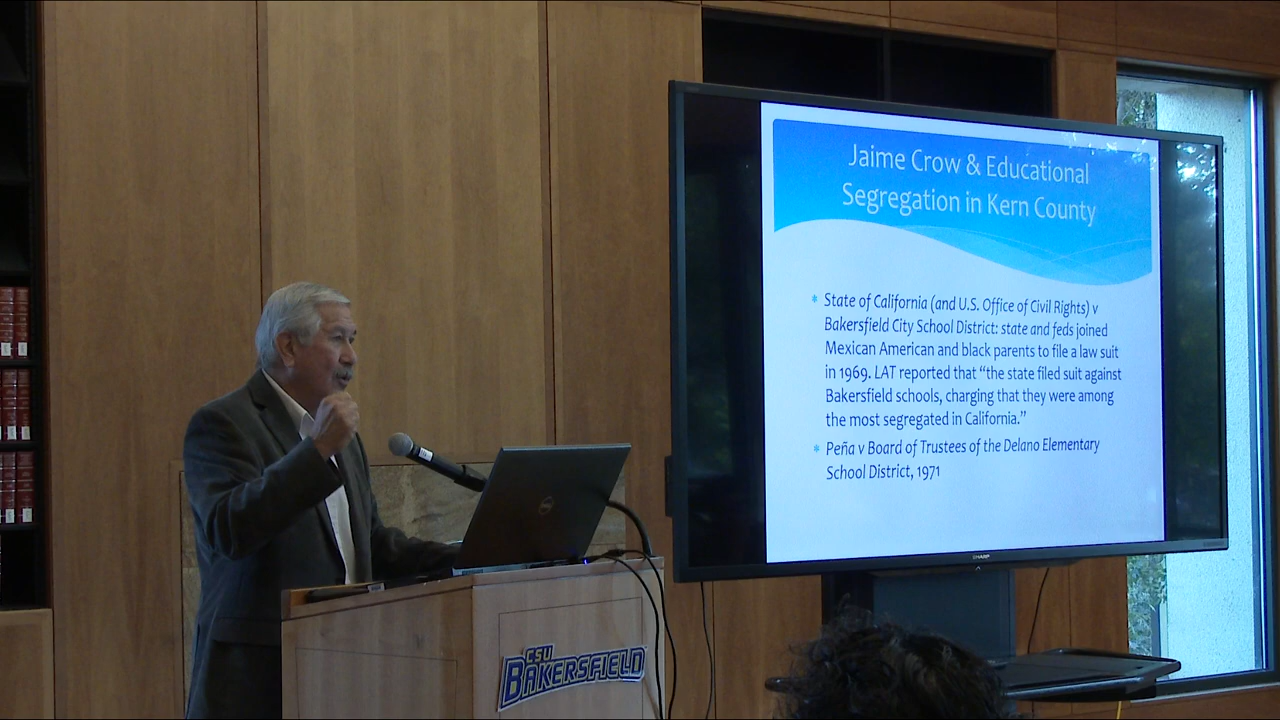 Jaime Crow & Educational
Segregation in Kern County
* State of California (and U.S. Office of Civil Rights) v
Bakersfield City School District: state and feds joined
Mexican American and black parents to file a law suit
in 1969. LAT reported that “the state filed suit against
Bakersfield schools, charging that they were among
the most segregated in California.”
* Peña v Board of Trustees of the Delano Elementary
School District, 1971
SHARP
DELL
CSU
BAKERSFIELD